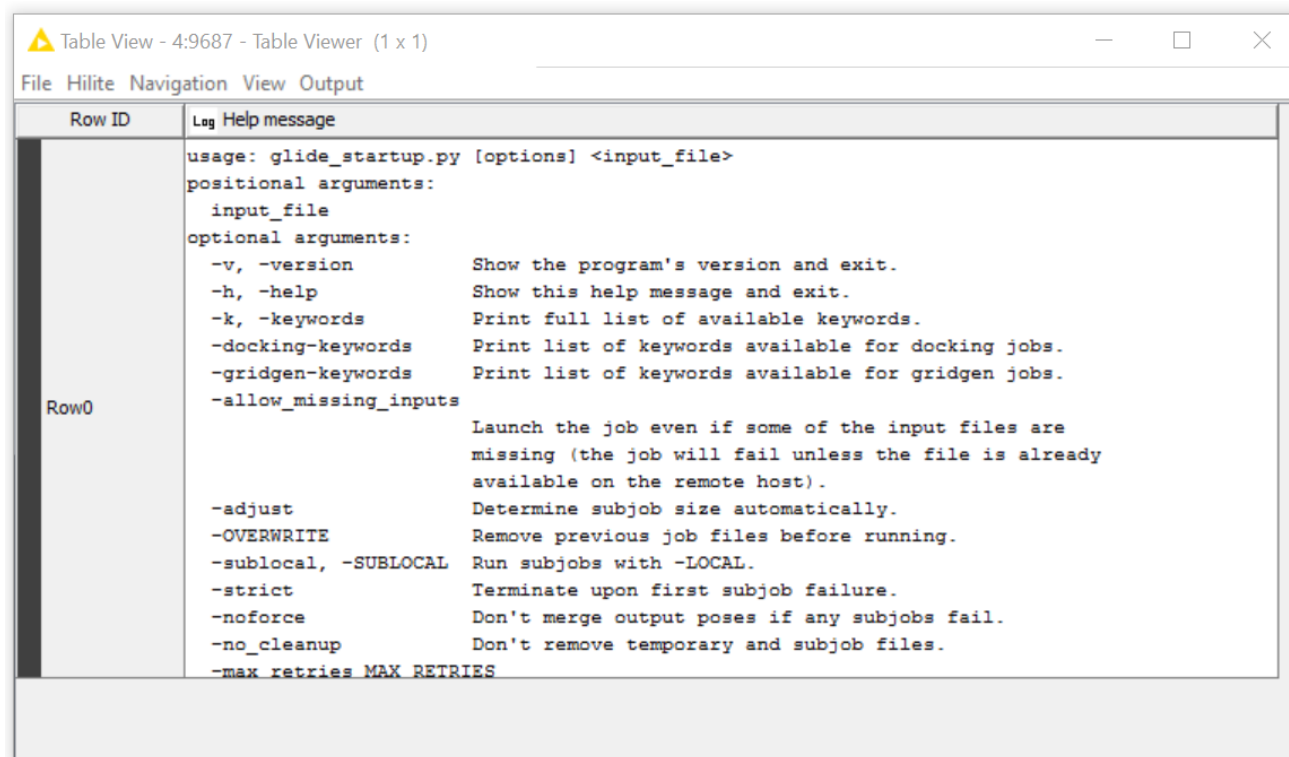 Table View - 4:9687 - Table Viewer (1 x 1)
File Hilite Navigation View Output
Row ID Log Help message
Row0
usage: glide_startup.py [options] <input_file>
positional arguments:
  input_file
optional arguments:
  -v, -version          Show the program's version and exit.
  -h, -help             Show this help message and exit.
  -k, -keywords         Print full list of available keywords.
  -docking-keywords     Print list of keywords available for docking jobs.
  -gridgen-keywords     Print list of keywords available for gridgen jobs.
  -allow_missing_inputs
                        Launch the job even if some of the input files are
                        missing (the job will fail unless the file is already
                        available on the remote host).
  -adjust               Determine subjob size automatically.
  -OVERWRITE            Remove previous job files before running.
  -sublocal, -SUBLOCAL  Run subjobs with -LOCAL.
  -strict               Terminate upon first subjob failure.
  -noforce              Don't merge output poses if any subjobs fail.
  -no_cleanup           Don't remove temporary and subjob files.
  -max_retries MAX_RETRIES